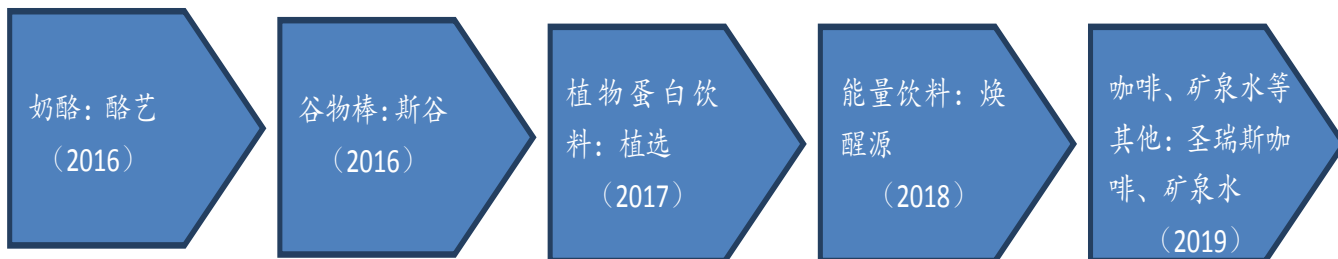 奶酪：酪艺
（2016）
谷物棒：斯谷
（2016）
植物蛋白饮
料：植选
（2017）
能量饮料：焕
醒源
（2018）
咖啡、矿泉水等
其他：圣瑞斯咖
啡、矿泉水
（2019）